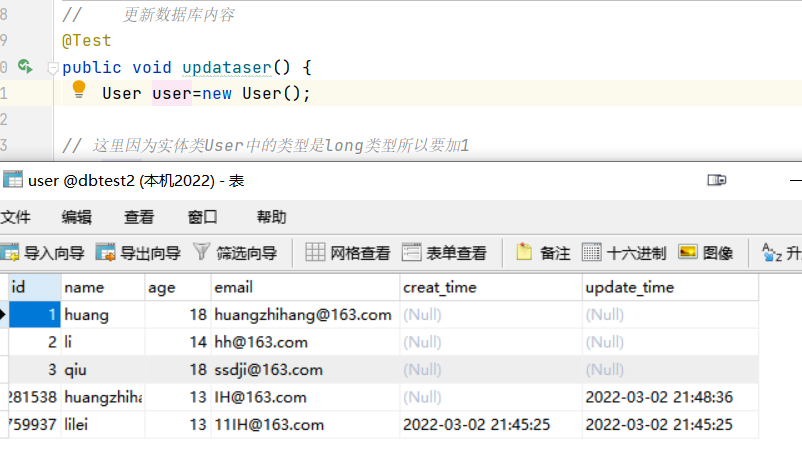 8 // 更新数据库内容
9 @Test
0 public void updataser() {
1 User user=new User();
2
3 // 这里因为实体类User中的类型是long类型所以要加1
user @dbtest2 (本机2022) - 表
文件 编辑 查看 窗口 帮助
导入向导 导出向导 筛选向导 网格查看 表单查看 备注 十六进制 图像 升
id name age email creat_time update_time
1 huang 18 huangzhihang@163.com (Null) (Null)
2 li 14 hh@163.com (Null) (Null)
3 qiu 18 ssdji@163.com (Null) (Null)
281538 huangzhiha 13 IH@163.com (Null) 2022-03-02 21:48:36
759937 lilei 13 11IH@163.com 2022-03-02 21:45:25 2022-03-02 21:45:25